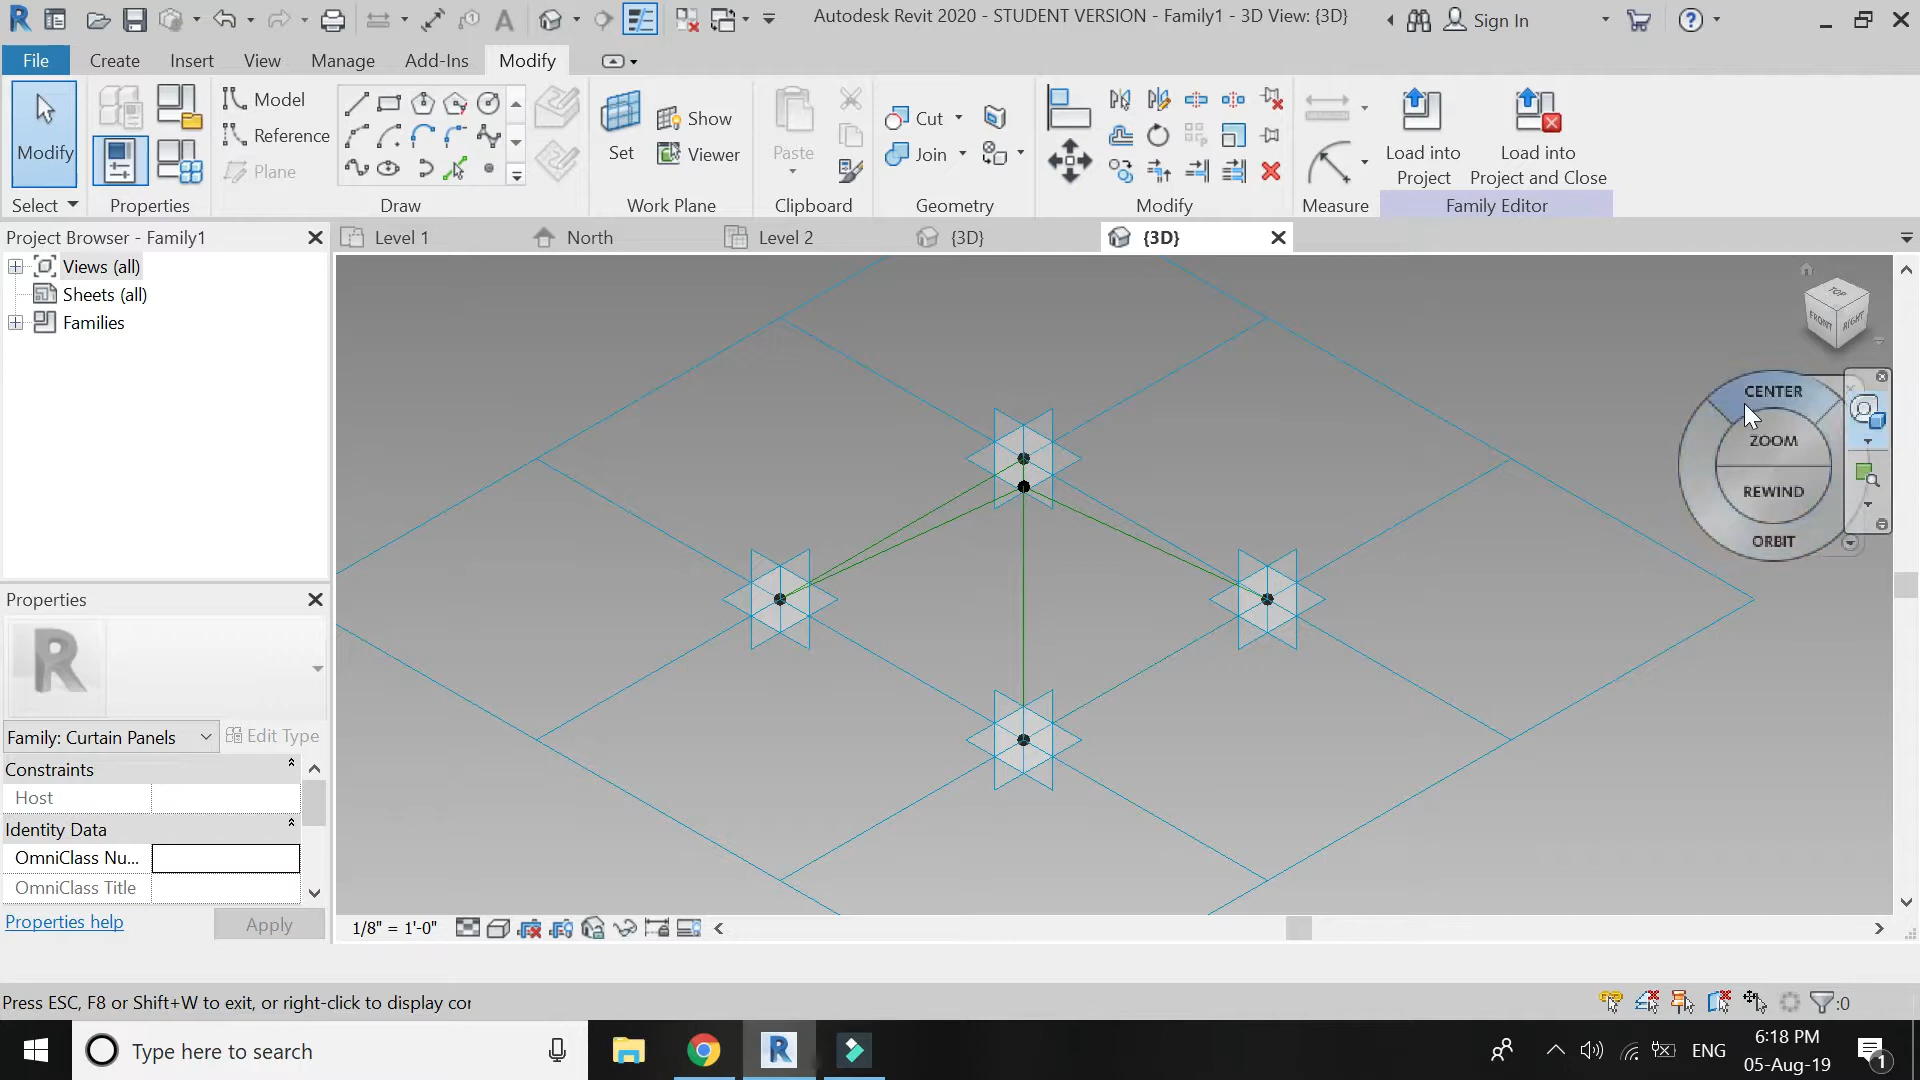 Autodesk Revit 2020 - STUDENT VERSION - Family1 - 3D View: {3D}
Sign In
File
Create
Insert
View
Manage
Add-Ins
Modify
Modify
Select
Properties
Model
Reference
Plane
Draw
Set
Show
Viewer
Work Plane
Paste
Clipboard
Cut
Join
Geometry
Modify
Measure
Load into
Project
Load into
Project and Close
Family Editor
Project Browser - Family1
Level 1
North
Level 2
{3D}
{3D}
Views (all)
Sheets (all)
Families
TOP
FRONT
RIGHT
CENTER
ZOOM
REWIND
ORBIT
Properties
R
Family: Curtain Panels
Edit Type
Constraints
Host
Identity Data
OmniClass Nu...
OmniClass Title
Properties help
Apply
1/8" = 1'-0"
Press ESC, F8 or Shift+W to exit, or right-click to display cor
:0
Type here to search
ENG
6:18 PM
05-Aug-19
1